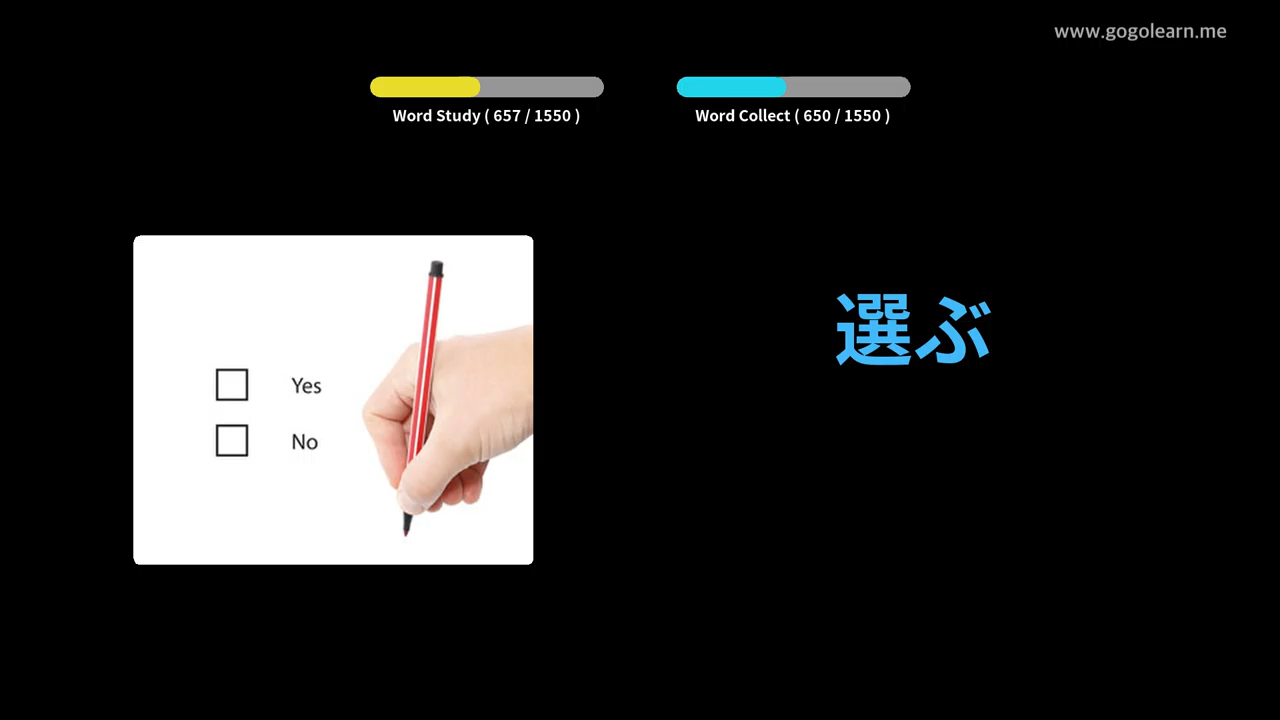 www.gogolearn.me
Word Study ( 657 / 1550 )
Word Collect ( 650 / 1550 )
Yes
No
選ぶ